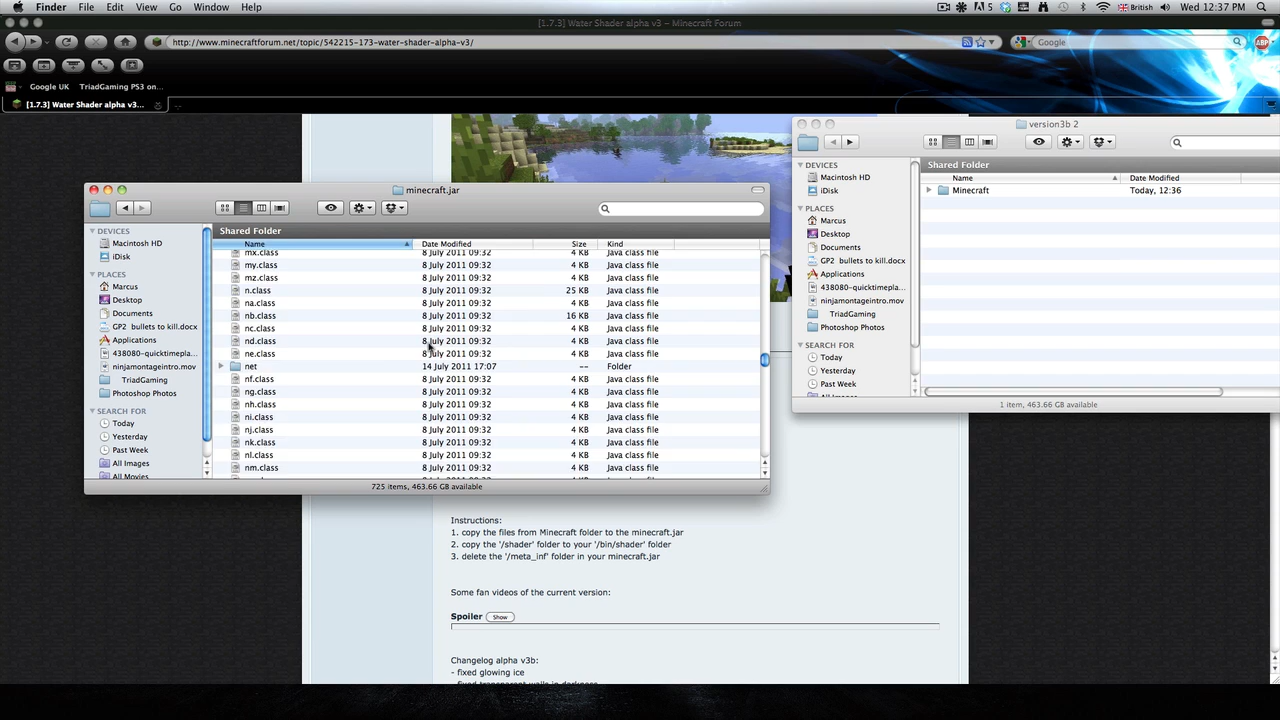 Finder File Edit View Go Window Help
5 British Wed 12:37 PM
[1.7.3] Water Shader alpha v3 – Minecraft Forum
http://www.minecraftforum.net/topic/542215-173-water-shader-alpha-v3/
Google
ABP
Google UK TriadGaming PS3 on...
[1.7.3] Water Shader alpha v3...
version3b 2
Shared Folder
Name Date Modified
Minecraft Today, 12:36
DEVICES
Macintosh HD
iDisk
PLACES
Marcus
Desktop
Documents
GP2 bullets to kill.docx
Applications
438080-quicktimepla...
ninjamontageintro.mov
TriadGaming
Photoshop Photos
SEARCH FOR
Today
Yesterday
Past Week
All Images
1 item, 463.66 GB available
minecraft.jar
Shared Folder
DEVICES
Macintosh HD
iDisk
PLACES
Marcus
Desktop
Documents
GP2 bullets to kill.docx
Applications
438080-quicktimepla...
ninjamontageintro.mov
TriadGaming
Photoshop Photos
SEARCH FOR
Today
Yesterday
Past Week
All Images
All Movies
Name Date Modified Size Kind
mx.class 8 July 2011 09:32 4 KB Java class file
my.class 8 July 2011 09:32 4 KB Java class file
mz.class 8 July 2011 09:32 4 KB Java class file
n.class 8 July 2011 09:32 25 KB Java class file
na.class 8 July 2011 09:32 4 KB Java class file
nb.class 8 July 2011 09:32 16 KB Java class file
nc.class 8 July 2011 09:32 4 KB Java class file
nd.class 8 July 2011 09:32 4 KB Java class file
ne.class 8 July 2011 09:32 4 KB Java class file
net 14 July 2011 17:07 -- Folder
nf.class 8 July 2011 09:32 4 KB Java class file
ng.class 8 July 2011 09:32 4 KB Java class file
nh.class 8 July 2011 09:32 4 KB Java class file
ni.class 8 July 2011 09:32 4 KB Java class file
nj.class 8 July 2011 09:32 4 KB Java class file
nk.class 8 July 2011 09:32 4 KB Java class file
nl.class 8 July 2011 09:32 4 KB Java class file
nm.class 8 July 2011 09:32 4 KB Java class file
725 items, 463.66 GB available
Instructions:
1. copy the files from Minecraft folder to the minecraft.jar
2. copy the '/shader' folder to your '/bin/shader' folder
3. delete the '/meta_inf' folder in your minecraft.jar
Some fan videos of the current version:
Spoiler Show
Changelog alpha v3b:
- fixed glowing ice
- fixed transparent walls in darkness